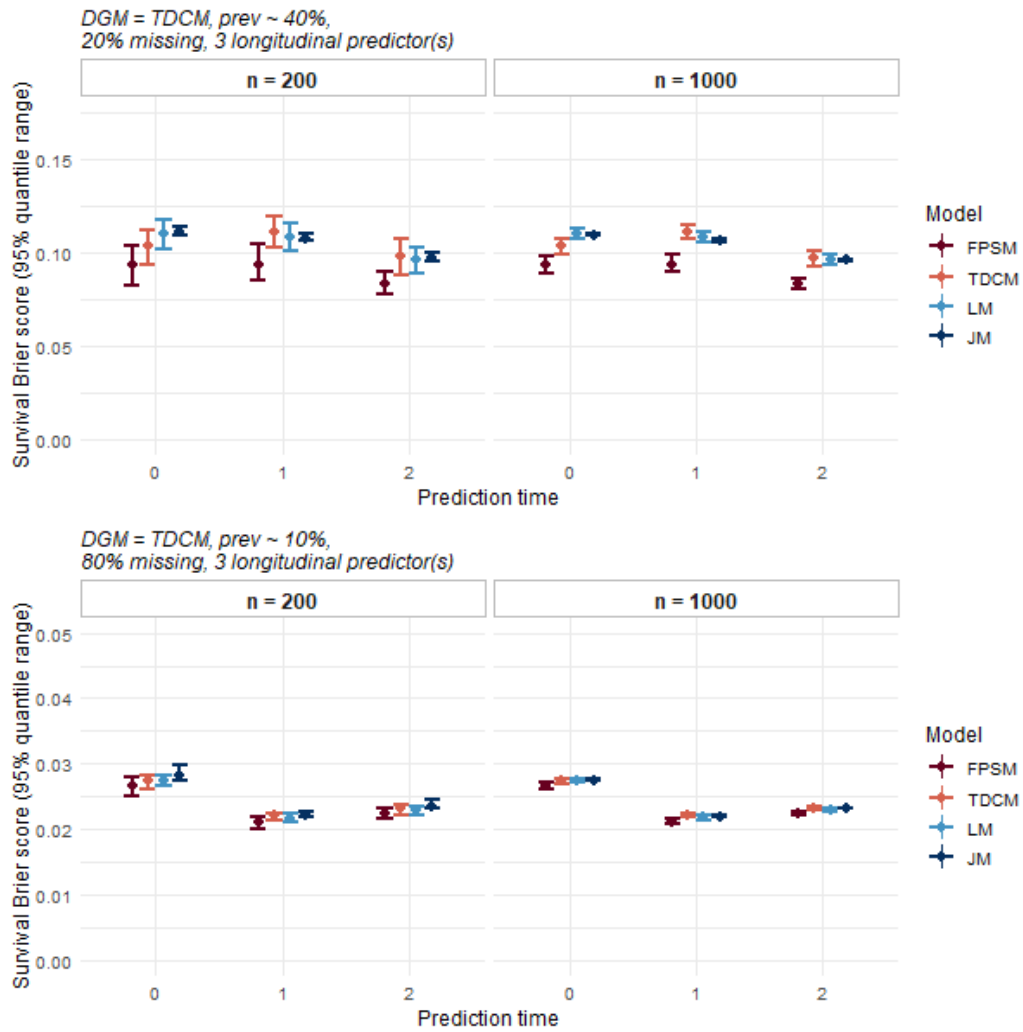 DGM = TDCM, prev ~ 40%,
20% missing, 3 longitudinal predictor(s)
n = 200
n = 1000
Survival Brier score (95% quantile range)
0.15
0.10
0.05
0.00
0 1 2
0 1 2
Prediction time
Model
FPSM
TDCM
LM
JM
DGM = TDCM, prev ~ 10%,
80% missing, 3 longitudinal predictor(s)
n = 200
n = 1000
Survival Brier score (95% quantile range)
0.05
0.04
0.03
0.02
0.01
0.00
0 1 2
0 1 2
Prediction time
Model
FPSM
TDCM
LM
JM